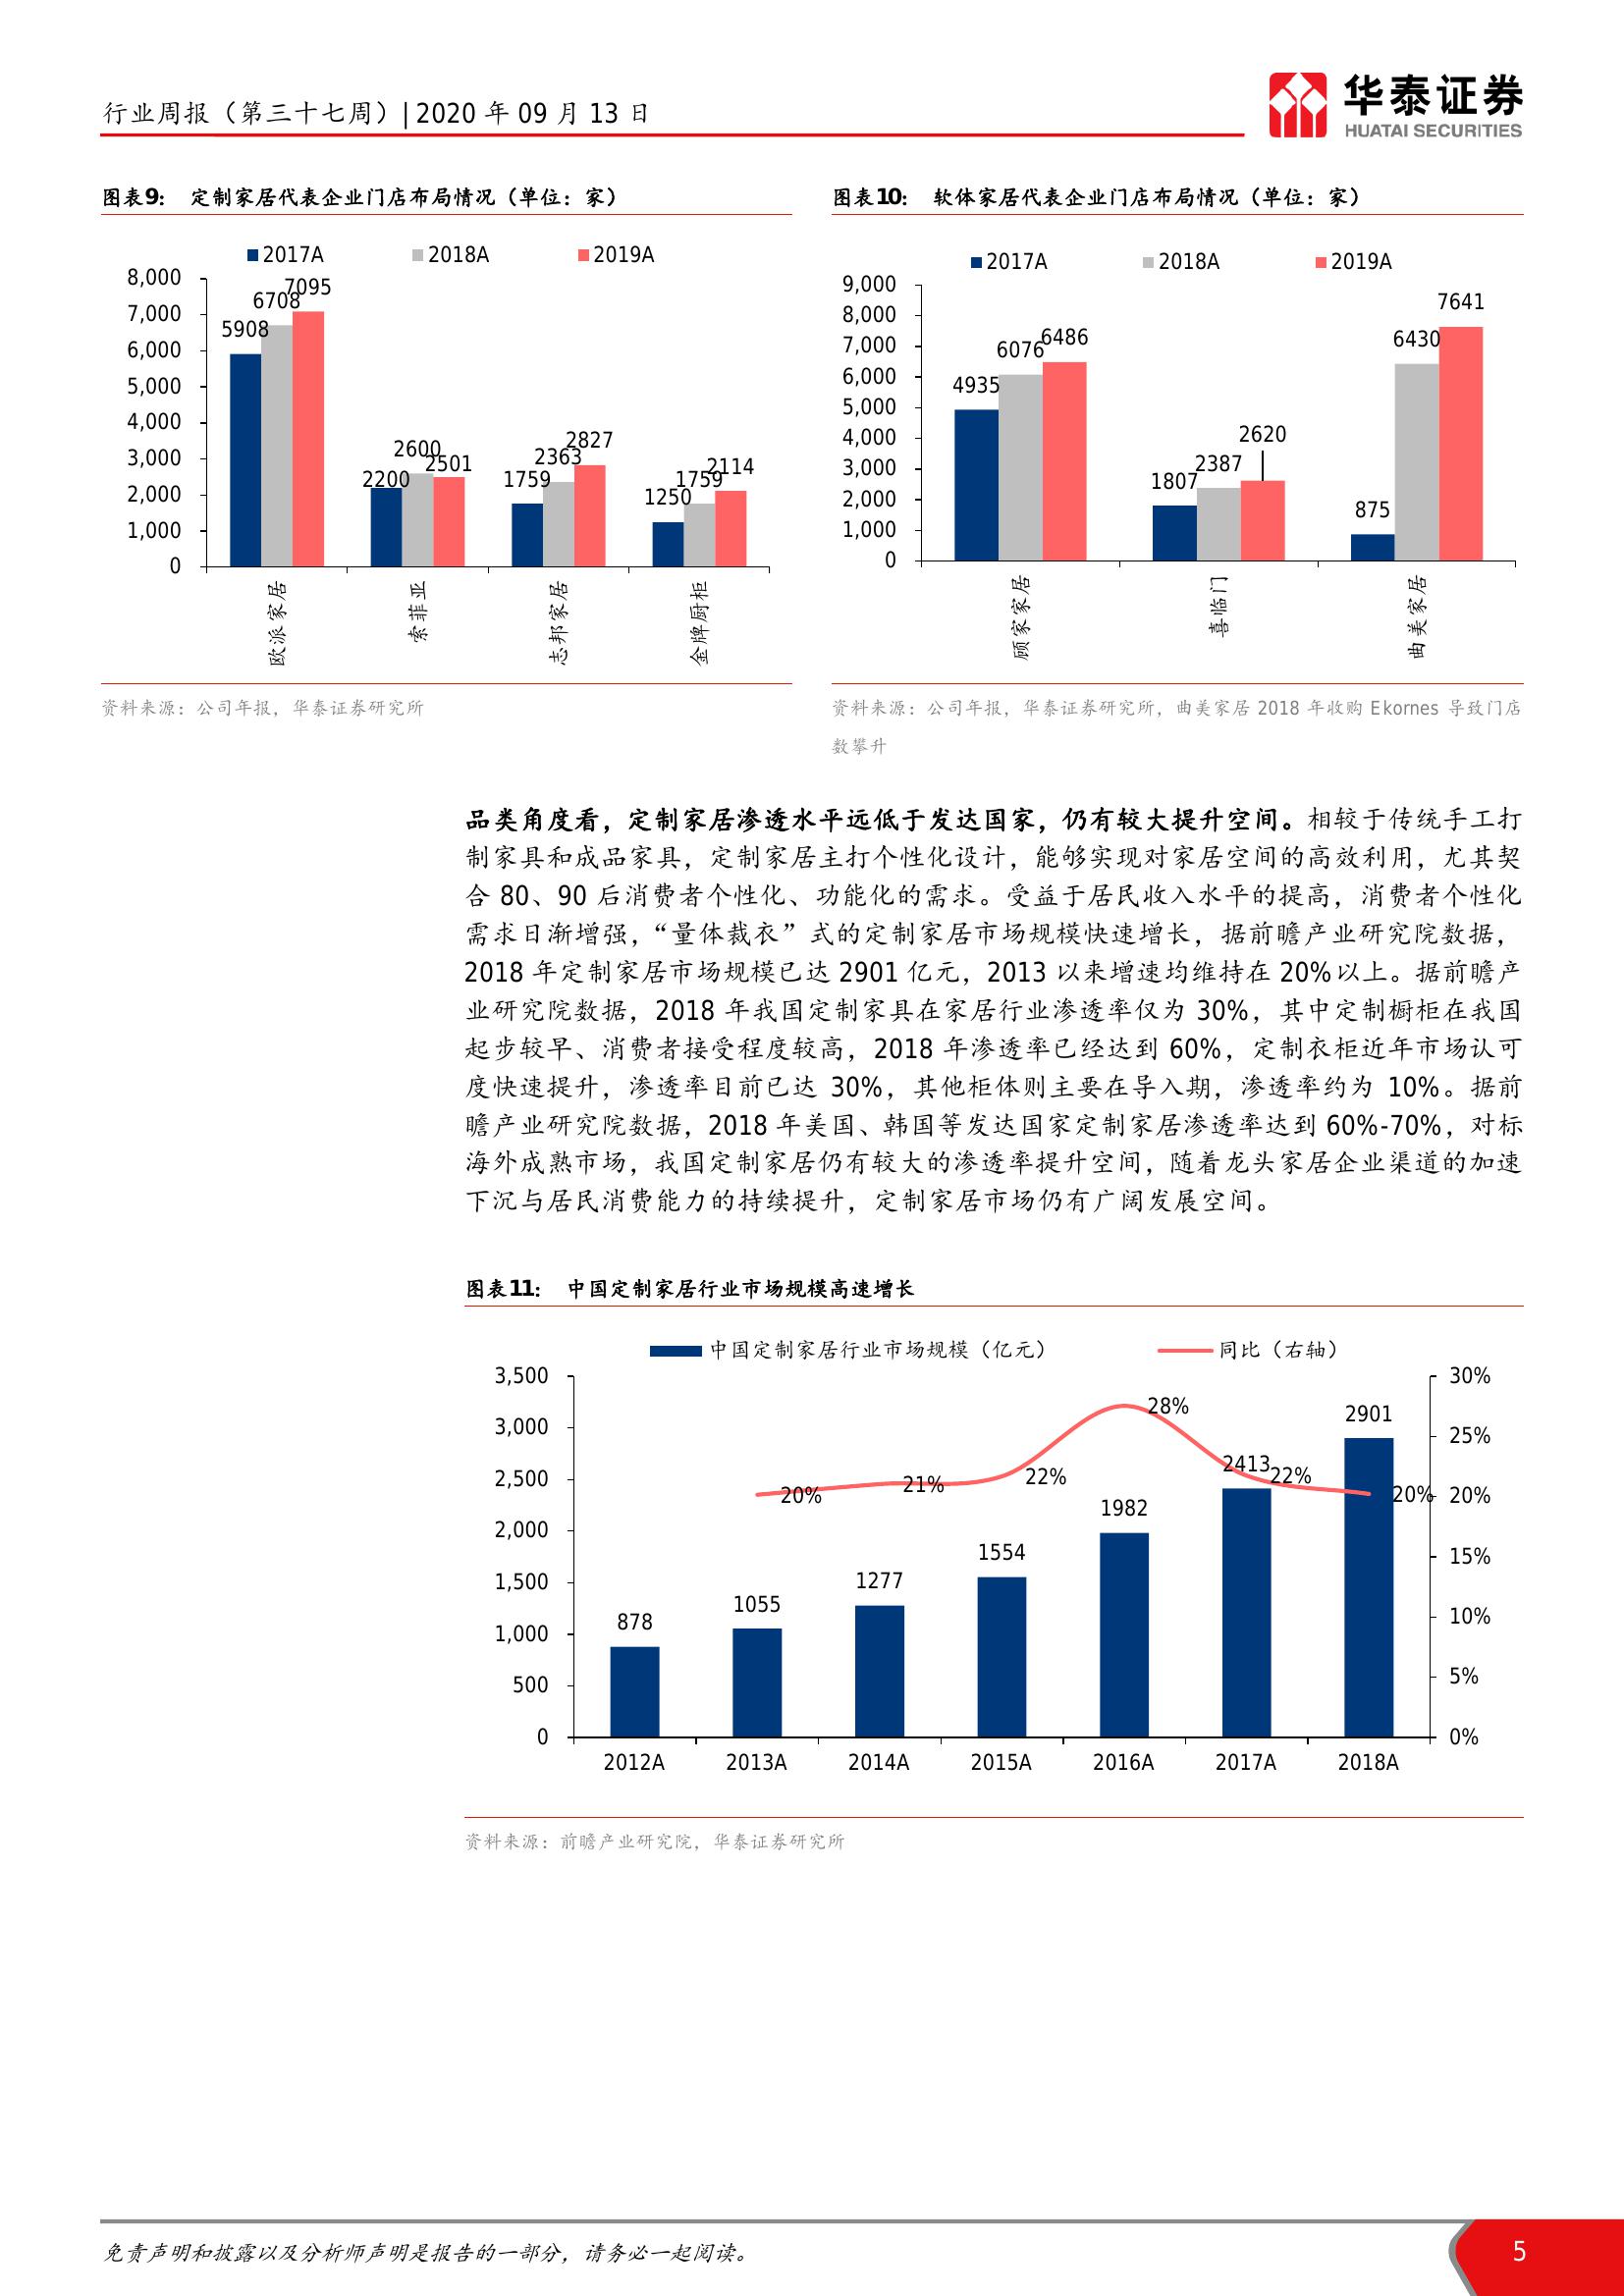 行业周报（第三十七周）| 2020 年 09 月 13 日
华泰证券
HUATAI SECURITIES
图表9： 定制家居代表企业门店布局情况（单位：家）
2017A 2018A 2019A
8,000
7,000
6,000
5,000
4,000
3,000
2,000
1,000
0
5908 6708 7095
2200 2600 2501
1759 2363 2827
1250 1759 2114
欧派家居 索菲亚 志邦家居 金牌厨柜
资料来源：公司年报，华泰证券研究所
图表10： 软体家居代表企业门店布局情况（单位：家）
2017A 2018A 2019A
9,000
8,000
7,000
6,000
5,000
4,000
3,000
2,000
1,000
0
4935 6076 6486
1807 2387 2620
875 6430 7641
顾家家居 喜临门 曲美家居
资料来源：公司年报，华泰证券研究所，曲美家居 2018 年收购 Ekornes 导致门店
数攀升
品类角度看，定制家居渗透水平远低于发达国家，仍有较大提升空间。相较于传统手工打
制家具和成品家具，定制家居主打个性化设计，能够实现对家居空间的高效利用，尤其契
合 80、90 后消费者个性化、功能化的需求。受益于居民收入水平的提高，消费者个性化
需求日渐增强，“量体裁衣”式的定制家居市场规模快速增长，据前瞻产业研究院数据，
2018 年定制家居市场规模已达 2901 亿元，2013 以来增速均维持在 20%以上。据前瞻产
业研究院数据，2018 年我国定制家具在家居行业渗透率仅为 30%，其中定制橱柜在我国
起步较早、消费者接受程度较高，2018 年渗透率已经达到 60%，定制衣柜近年市场认可
度快速提升，渗透率目前已达 30%，其他柜体则主要在导入期，渗透率约为 10%。据前
瞻产业研究院数据，2018 年美国、韩国等发达国家定制家居渗透率达到 60%-70%，对标
海外成熟市场，我国定制家居仍有较大的渗透率提升空间，随着龙头家居企业渠道的加速
下沉与居民消费能力的持续提升，定制家居市场仍有广阔发展空间。
图表11： 中国定制家居行业市场规模高速增长
中国定制家居行业市场规模（亿元） 同比（右轴）
3,500
3,000
2,500
2,000
1,500
1,000
500
0
30%
25%
20%
15%
10%
5%
0%
878 1055 1277 1554 1982 2413 2901
20% 21% 22% 28% 22% 20%
2012A 2013A 2014A 2015A 2016A 2017A 2018A
资料来源：前瞻产业研究院，华泰证券研究所
免责声明和披露以及分析师声明是报告的一部分，请务必一起阅读。
5